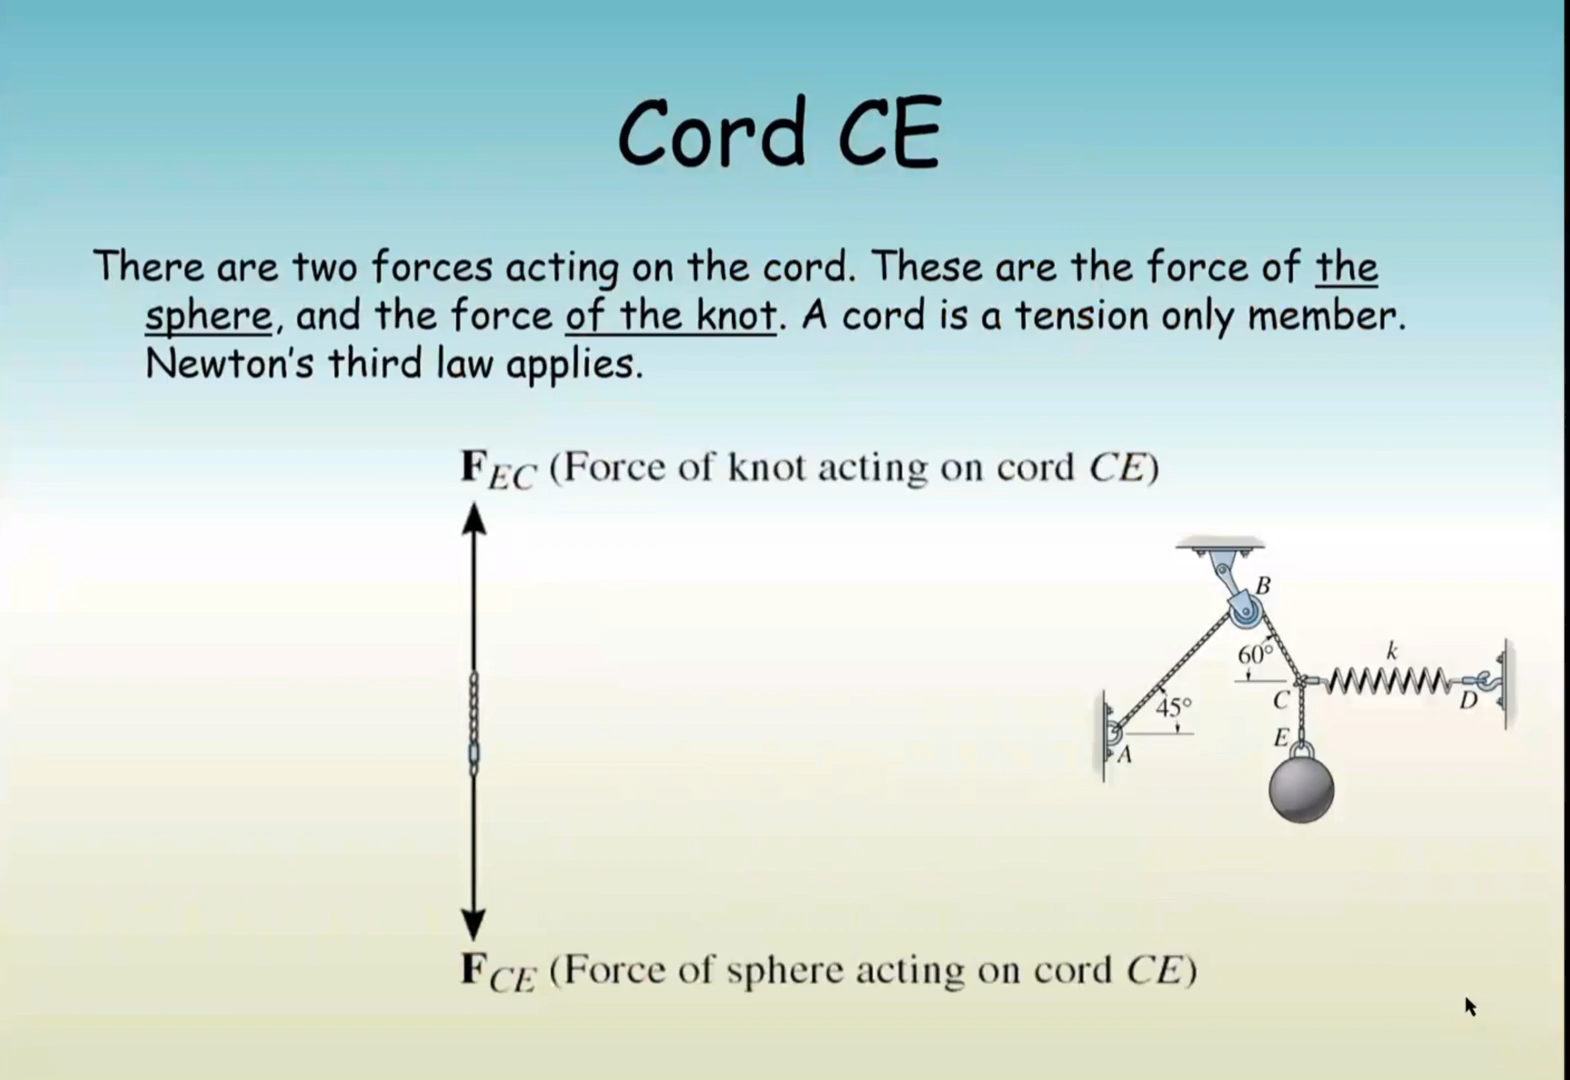 Cord CE
There are two forces acting on the cord. These are the force of the
sphere, and the force of the knot. A cord is a tension only member.
Newton's third law applies.
F_EC (Force of knot acting on cord CE)
B
60°
k
C
D
45°
E
A
F_CE (Force of sphere acting on cord CE)